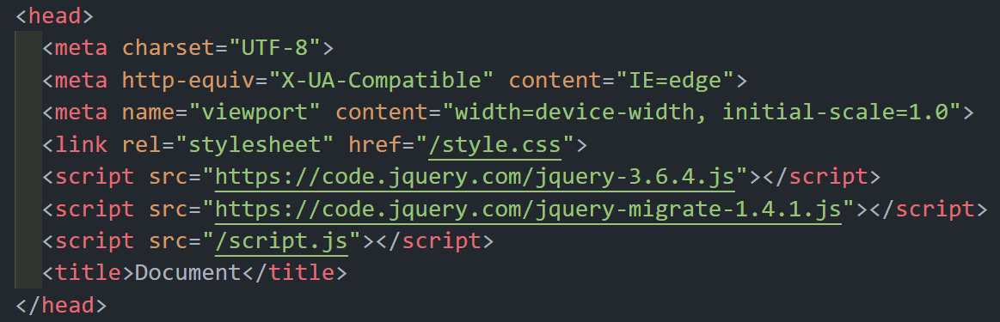 <head>
<meta charset="UTF-8">
<meta http-equiv="X-UA-Compatible" content="IE=edge">
<meta name="viewport" content="width=device-width, initial-scale=1.0">
<link rel="stylesheet" href="/style.css">
<script src="https://code.jquery.com/jquery-3.6.4.js"></script>
<script src="https://code.jquery.com/jquery-migrate-1.4.1.js"></script>
<script src="/script.js"></script>
<title>Document</title>
</head>